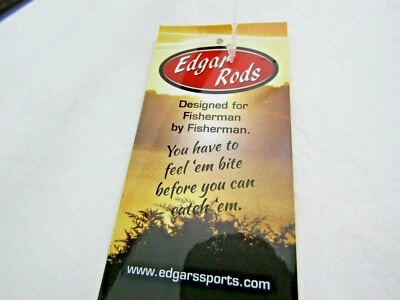 Edgar
Rods
Designed for
Fisherman
by Fisherman.
You have to
feel 'em bite
before you can
catch 'em.
www.edgarssports.com